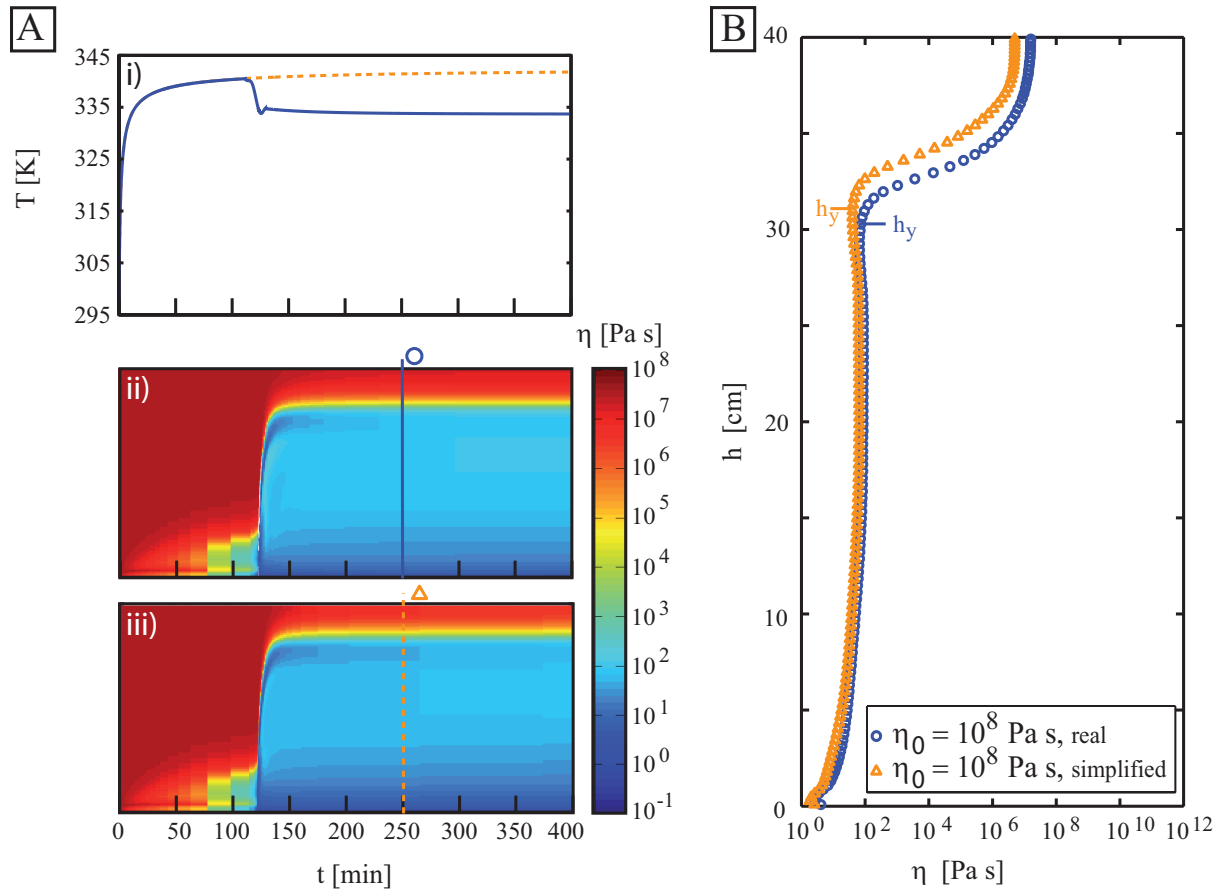 A
i)
345
335
325
315
305
295
T [K]
ii)
iii)
η [Pa s]
10^8
10^7
10^6
10^5
10^4
10^3
10^2
10^1
10^0
10^-1
0 50 100 150 200 250 300 350 400
t [min]
B
40
30
20
10
0
h [cm]
h_y
h_y
η_0 = 10^8 Pa s, real
η_0 = 10^8 Pa s, simplified
10^0 10^2 10^4 10^6 10^8 10^10 10^12
η [Pa s]